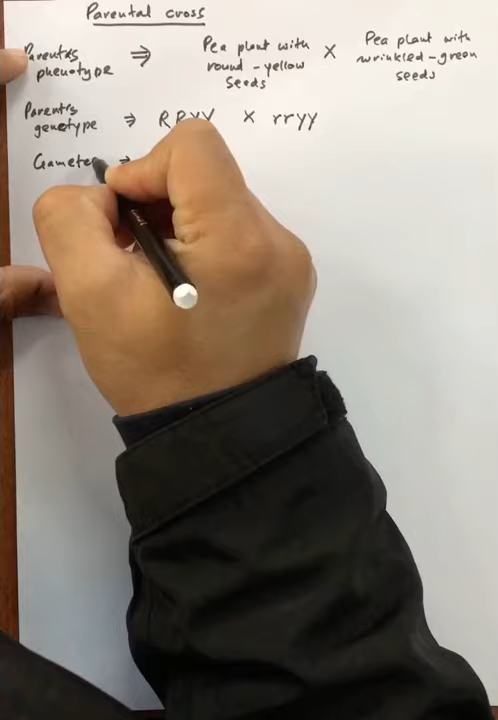 Parental cross
Parents phenotype ⇒ Pea plant with round-yellow seeds × Pea plant with wrinkled-green seeds
Parent's genotype ⇒ RRYY × rryy
Gametes ⇒